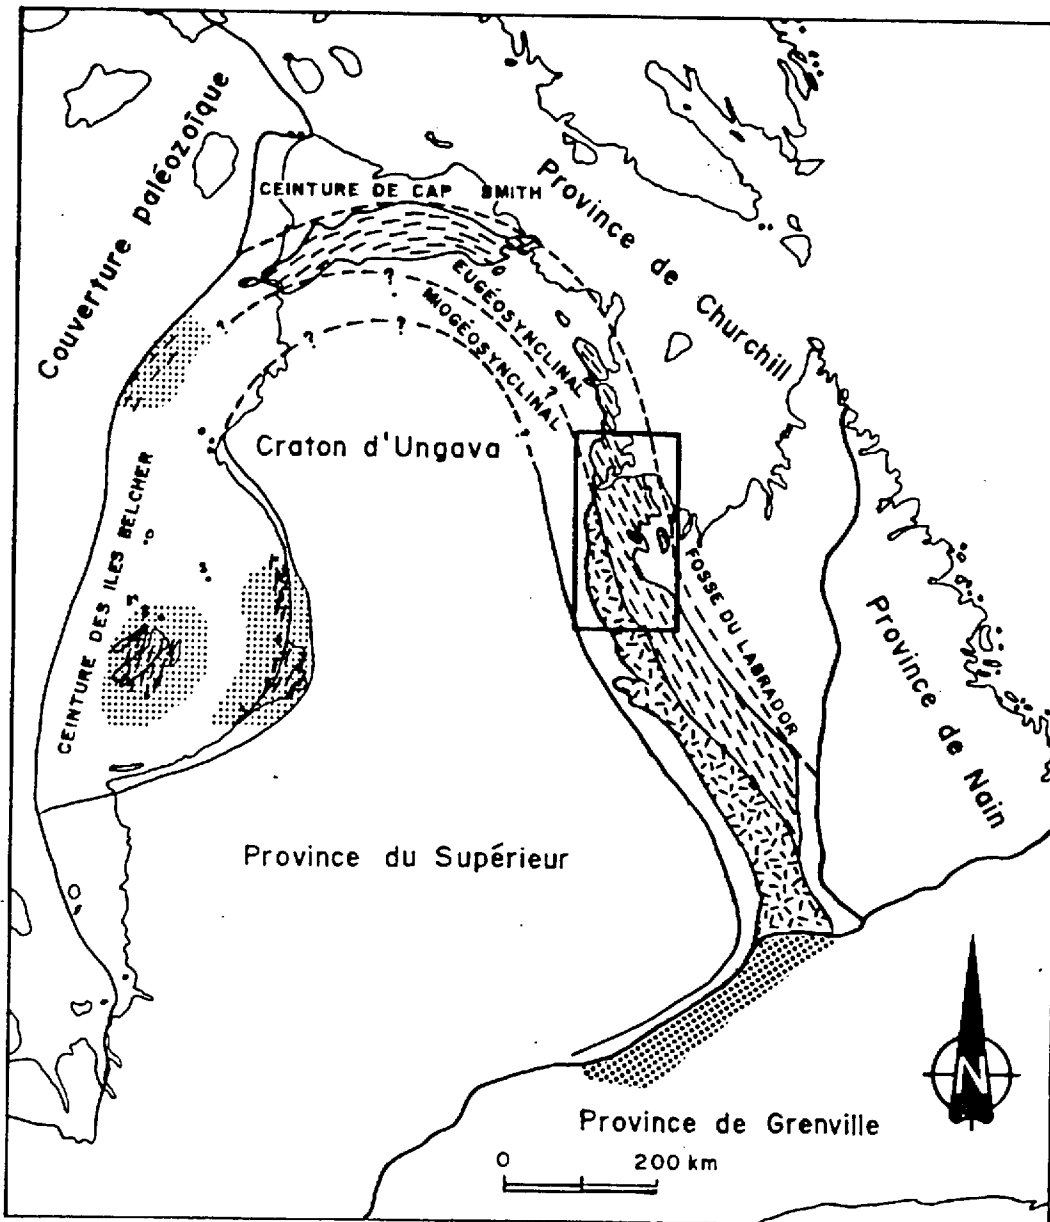 Couverture paléozoïque
CEINTURE DE CAP SMITH
Province de Churchill
EUGÉOSYNCLINAL
MIOGÉOSYNCLINAL
?
?
?
?
?
?
Craton d'Ungava
CEINTURE DES ILES BELCHER
FOSSE DU LABRADOR
Province de Nain
Province du Supérieur
N
Province de Grenville
0 200 km